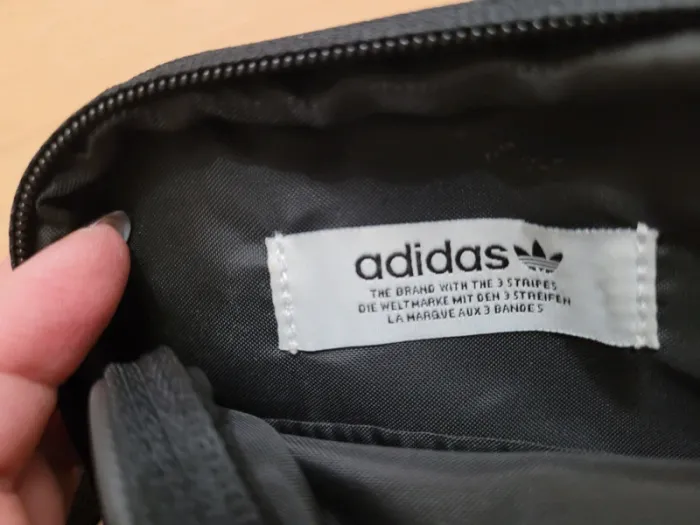 adidas
THE BRAND WITH THE 3 STRIPES
DIE WELTMARKE MIT DEN 3 STREIFEN
LA MARQUE AUX 3 BANDES